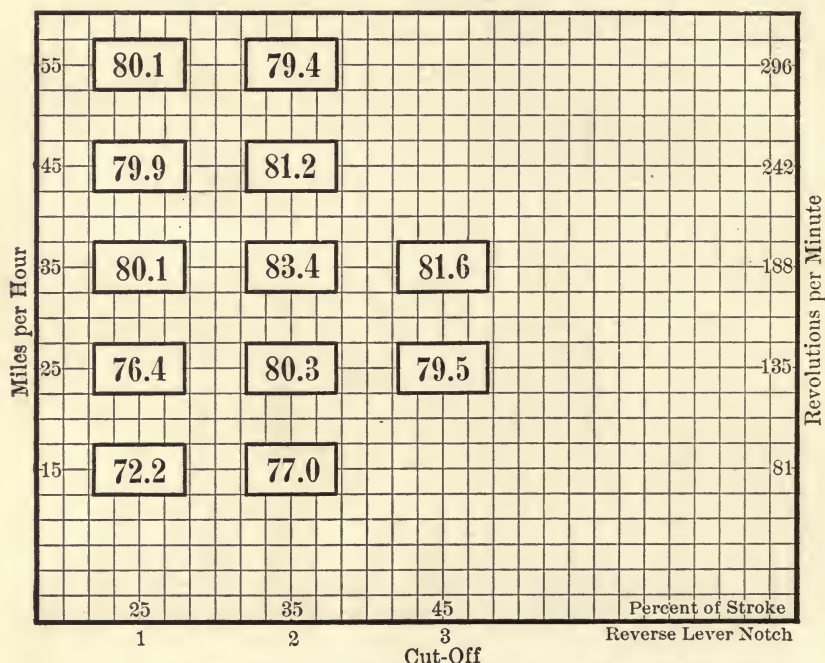 55 80.1 79.4 296
45 79.9 81.2 242
35 80.1 83.4 81.6 188
25 76.4 80.3 79.5 135
15 72.2 77.0 81
Miles per Hour
Revolutions per Minute
25 35 45 Percent of Stroke
1 2 3 Reverse Lever Notch
Cut-Off